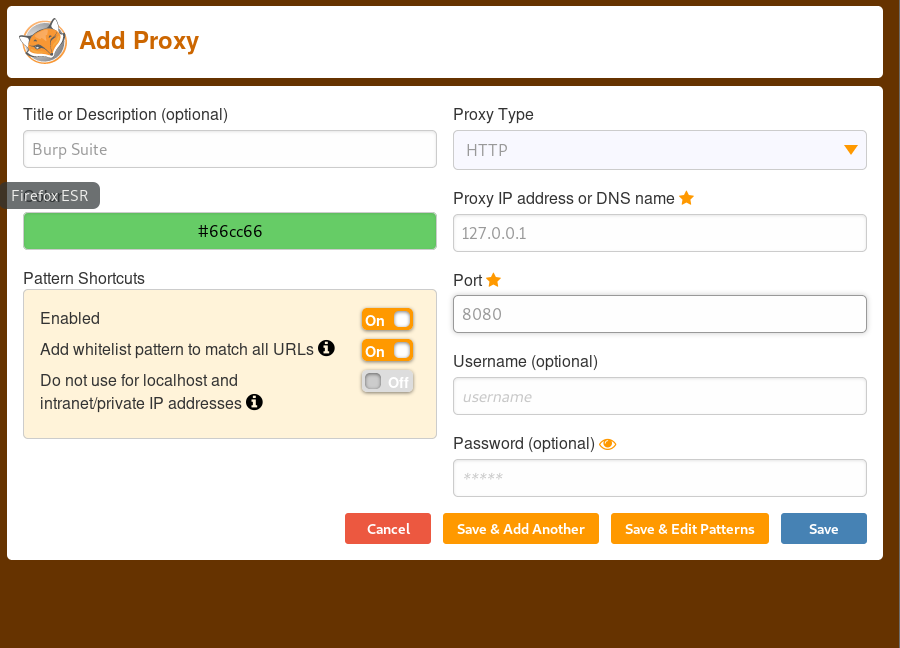 Add Proxy
Title or Description (optional)
Burp Suite
Firefox ESR
#66cc66
Pattern Shortcuts
Enabled
On
Add whitelist pattern to match all URLs
On
Do not use for localhost and
intranet/private IP addresses
Off
Proxy Type
HTTP
Proxy IP address or DNS name
127.0.0.1
Port
8080
Username (optional)
username
Password (optional)
*****
Cancel
Save & Add Another
Save & Edit Patterns
Save